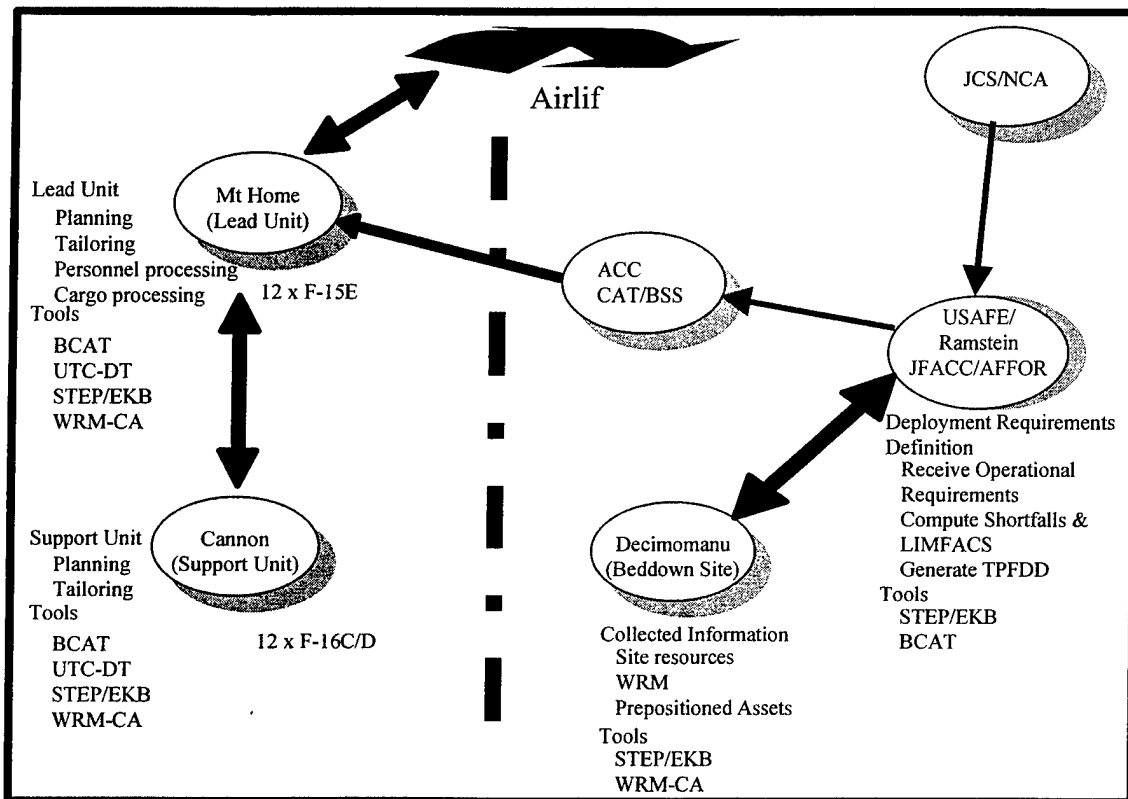 Airlif
JCS/NCA
Mt Home
(Lead Unit)
Lead Unit
Planning
Tailoring
Personnel processing
Cargo processing
12 x F-15E
Tools
BCAT
UTC-DT
STEP/EKB
WRM-CA
ACC
CAT/BSS
USAFE/
Ramstein
JFACC/AFFOR
Deployment Requirements
Definition
Receive Operational
Requirements
Compute Shortfalls &
LIMFACS
Generate TPFDD
Tools
STEP/EKB
BCAT
Cannon
(Support Unit)
Support Unit
Planning
Tailoring
Tools
BCAT
UTC-DT
STEP/EKB
WRM-CA
12 x F-16C/D
Decimomanu
(Beddown Site)
Collected Information
Site resources
WRM
Prepositioned Assets
Tools
STEP/EKB
WRM-CA